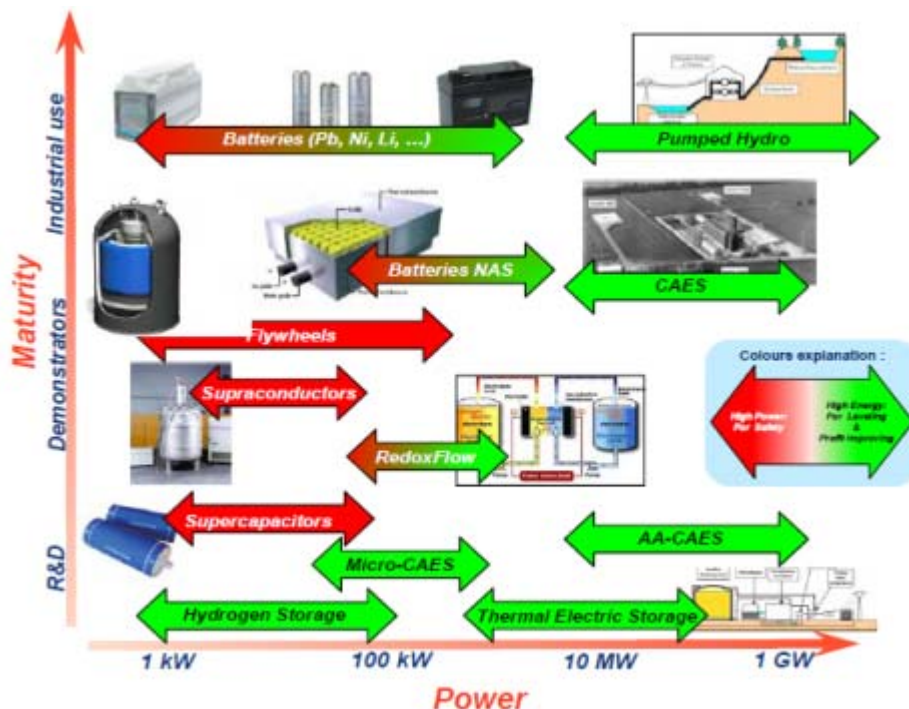 Maturity
Industrial use
Demonstrators
R&D
Batteries (Pb, Ni, Li, ...)
Pumped Hydro
Batteries NAS
CAES
Flywheels
Supraconductors
Colours explanation :
High Power:
For Safety
High Energy:
For Leveling
&
Profit Improving
RedoxFlow
Supercapacitors
AA-CAES
Micro-CAES
Hydrogen Storage
Thermal Electric Storage
1 kW
100 kW
10 MW
1 GW
Power